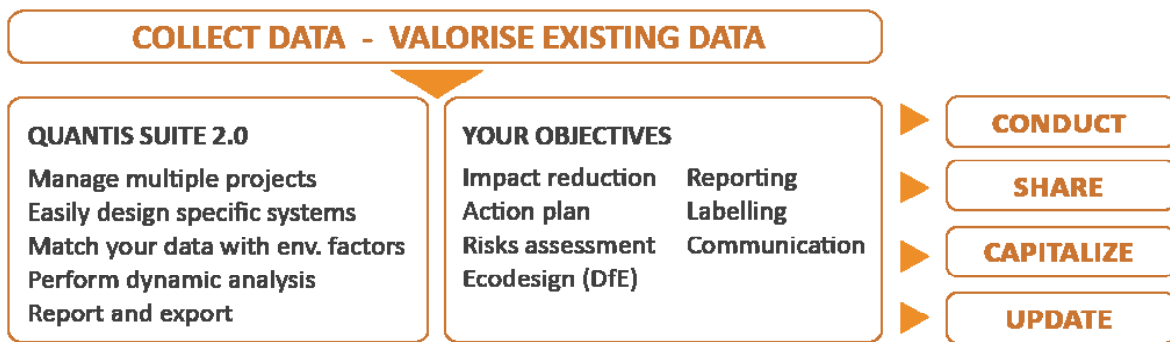 COLLECT DATA - VALORISE EXISTING DATA
QUANTIS SUITE 2.0
Manage multiple projects
Easily design specific systems
Match your data with env. factors
Perform dynamic analysis
Report and export
YOUR OBJECTIVES
Impact reduction
Action plan
Risks assessment
Ecodesign (DfE)
Reporting
Labelling
Communication
CONDUCT
SHARE
CAPITALIZE
UPDATE